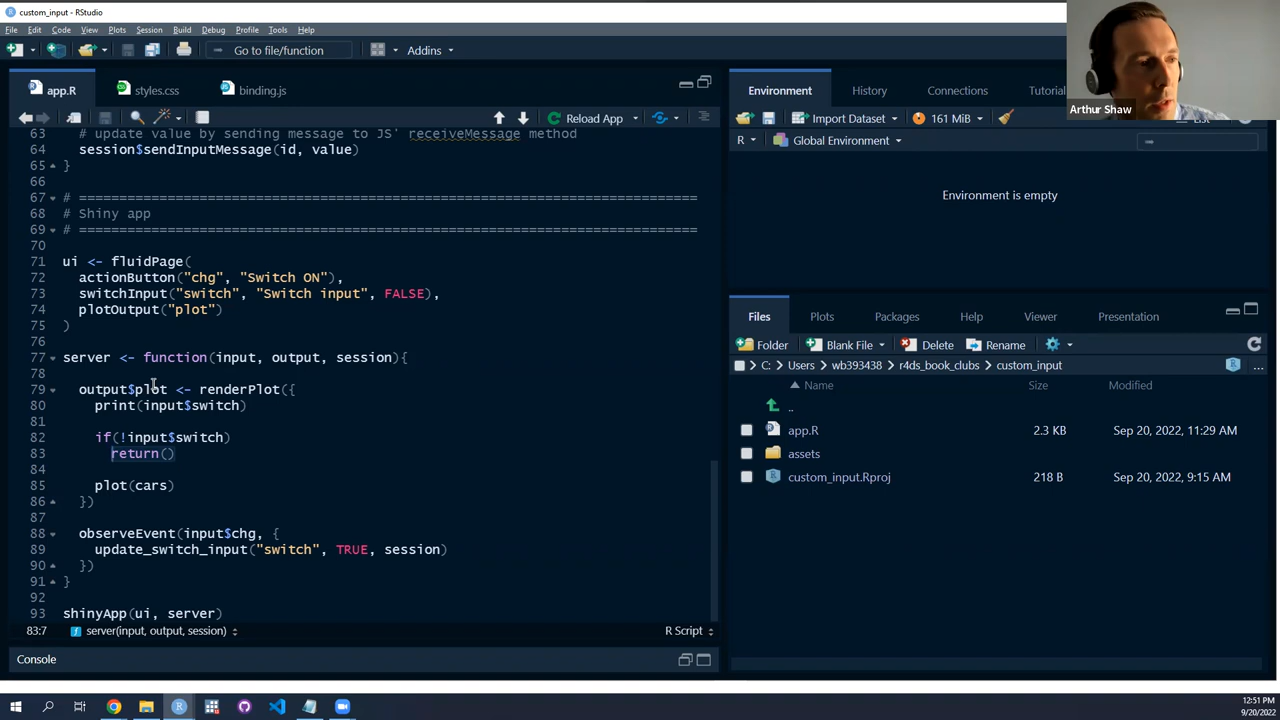 custom_input - RStudio
File Edit Code View Plots Session Build Debug Profile Tools Help
Go to file/function Addins
Arthur Shaw
app.R styles.css binding.js
Reload App
63 # update value by sending message to JS' receiveMessage method
64 session$sendInputMessage(id, value)
65 }
66
67 # =============================================================================
68 # Shiny app
69 # =============================================================================
70
71 ui <- fluidPage(
72 actionButton("chg", "Switch ON"),
73 switchInput("switch", "Switch input", FALSE),
74 plotOutput("plot")
75 )
76
77 server <- function(input, output, session){
78
79 output$plot <- renderPlot({
80 print(input$switch)
81
82 if(!input$switch)
83 return()
84
85 plot(cars)
86 })
87
88 observeEvent(input$chg, {
89 update_switch_input("switch", TRUE, session)
90 })
91 }
92
93 shinyApp(ui, server)
83:7 server(input, output, session) R Script
Console
Environment History Connections Tutorial
Import Dataset 161 MiB
R Global Environment
Environment is empty
Files Plots Packages Help Viewer Presentation
Folder Blank File Delete Rename
C: Users wb393438 r4ds_book_clubs custom_input ...
Name Size Modified
..
app.R 2.3 KB Sep 20, 2022, 11:29 AM
assets
custom_input.Rproj 218 B Sep 20, 2022, 9:15 AM
12:51 PM
9/20/2022